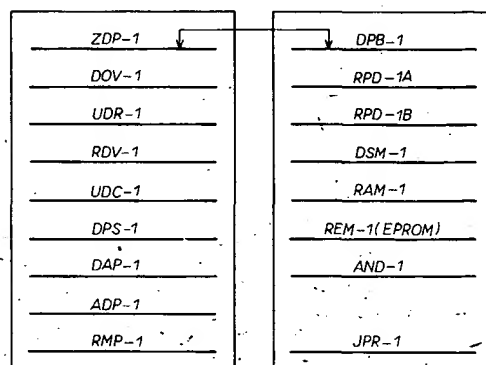 ZDP-1
DOV-1
UDR-1
RDV-1
UDC-1
DPS-1
DAP-1
ADP-1
RMP-1
DPB-1
RPD-1A
RPD-1B
DSM-1
RAM-1
REM-1(EPROM)
AND-1
JPR-1